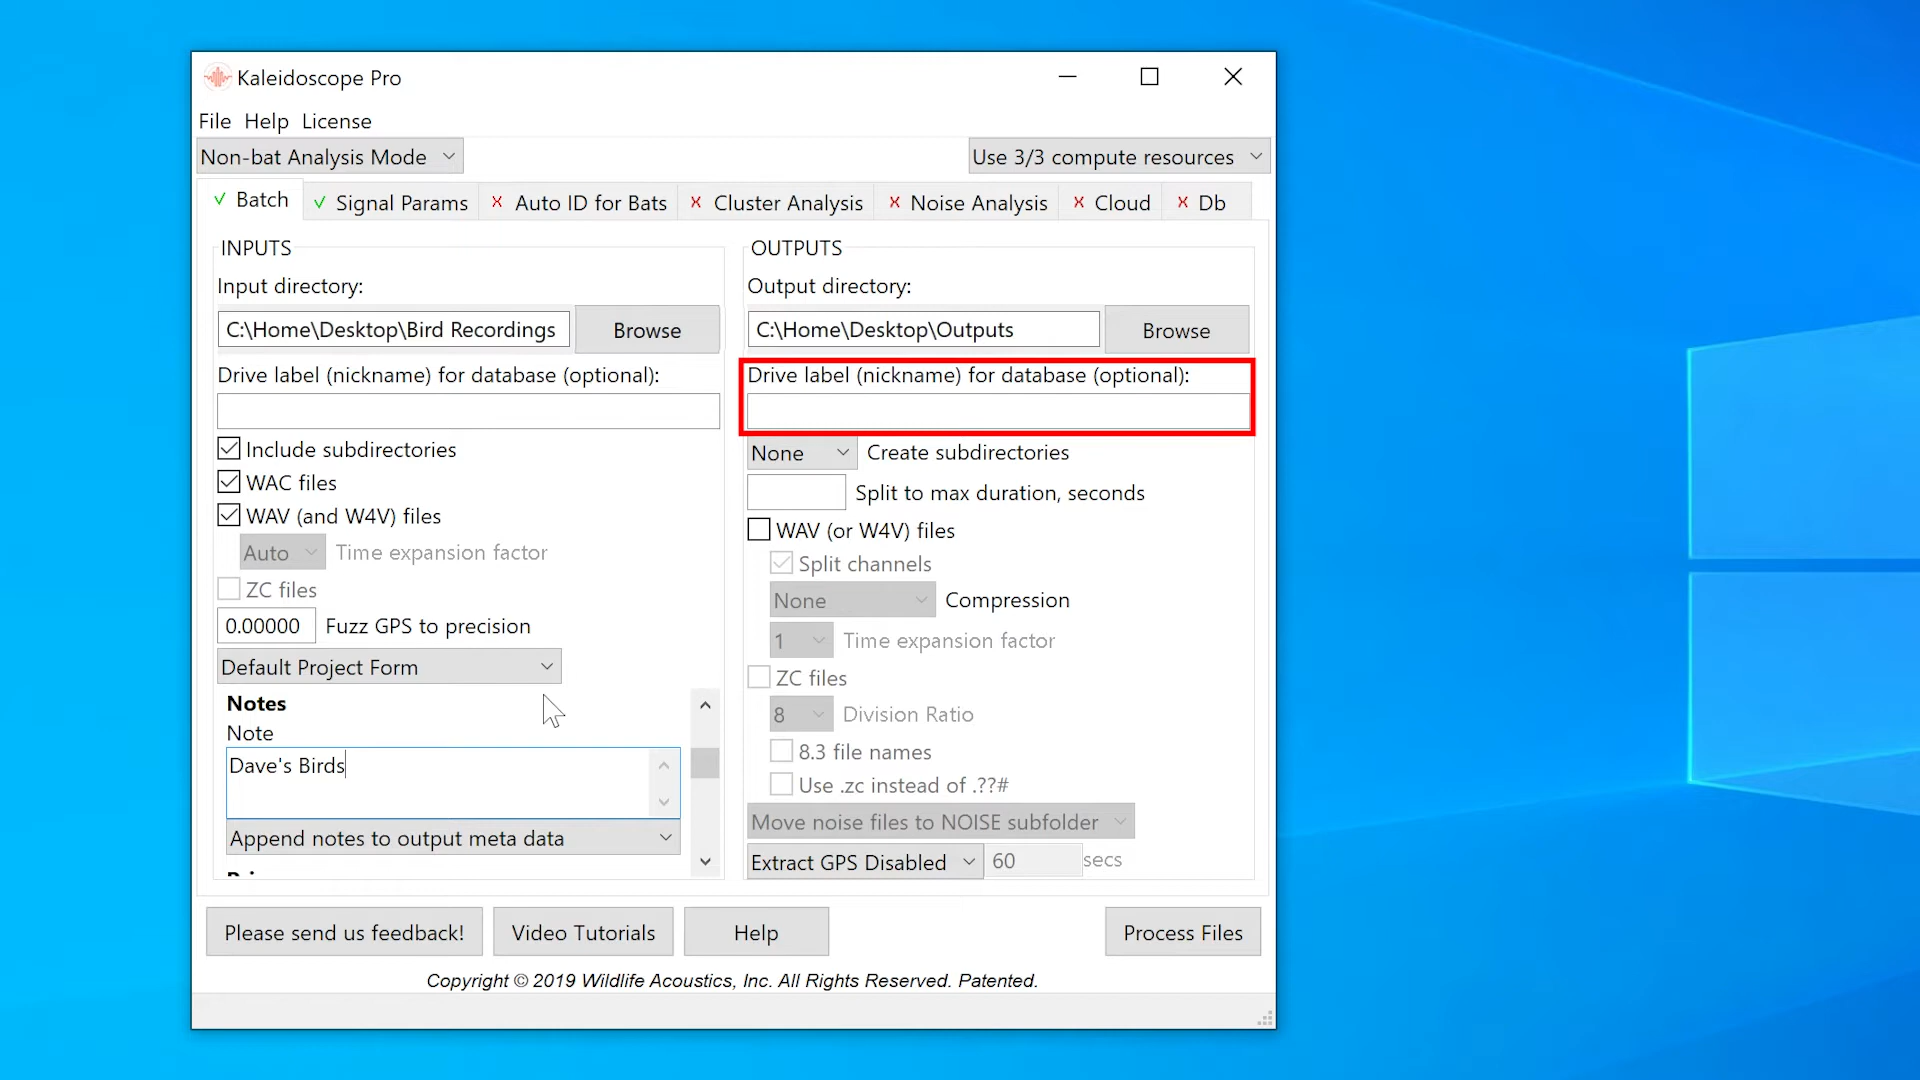 Kaleidoscope Pro
File Help License
Non-bat Analysis Mode
Use 3/3 compute resources
Batch
Signal Params
Auto ID for Bats
Cluster Analysis
Noise Analysis
Cloud
Db
INPUTS
Input directory:
C:\Home\Desktop\Bird Recordings
Browse
Drive label (nickname) for database (optional):
Include subdirectories
WAC files
WAV (and W4V) files
Auto Time expansion factor
ZC files
0.00000 Fuzz GPS to precision
Default Project Form
Notes
Note
Dave's Birds
Append notes to output meta data
OUTPUTS
Output directory:
C:\Home\Desktop\Outputs
Browse
Drive label (nickname) for database (optional):
None Create subdirectories
Split to max duration, seconds
WAV (or W4V) files
Split channels
None Compression
1 Time expansion factor
ZC files
8 Division Ratio
8.3 file names
Use .zc instead of .??#
Move noise files to NOISE subfolder
Extract GPS Disabled 60 secs
Please send us feedback!
Video Tutorials
Help
Process Files
Copyright © 2019 Wildlife Acoustics, Inc. All Rights Reserved. Patented.